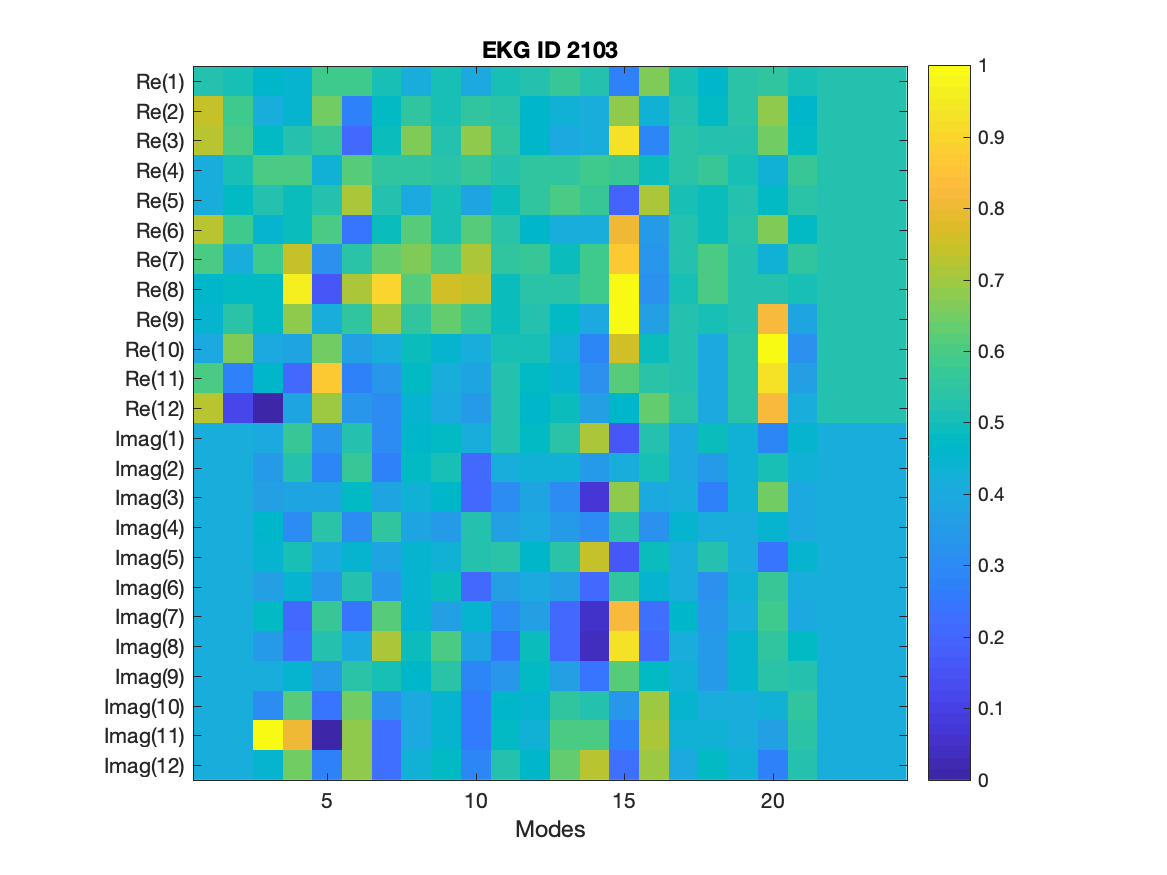 EKG ID 2103
Re(1)
Re(2)
Re(3)
Re(4)
Re(5)
Re(6)
Re(7)
Re(8)
Re(9)
Re(10)
Re(11)
Re(12)
Imag(1)
Imag(2)
Imag(3)
Imag(4)
Imag(5)
Imag(6)
Imag(7)
Imag(8)
Imag(9)
Imag(10)
Imag(11)
Imag(12)
5 10 15 20
Modes
1
0.9
0.8
0.7
0.6
0.5
0.4
0.3
0.2
0.1
0